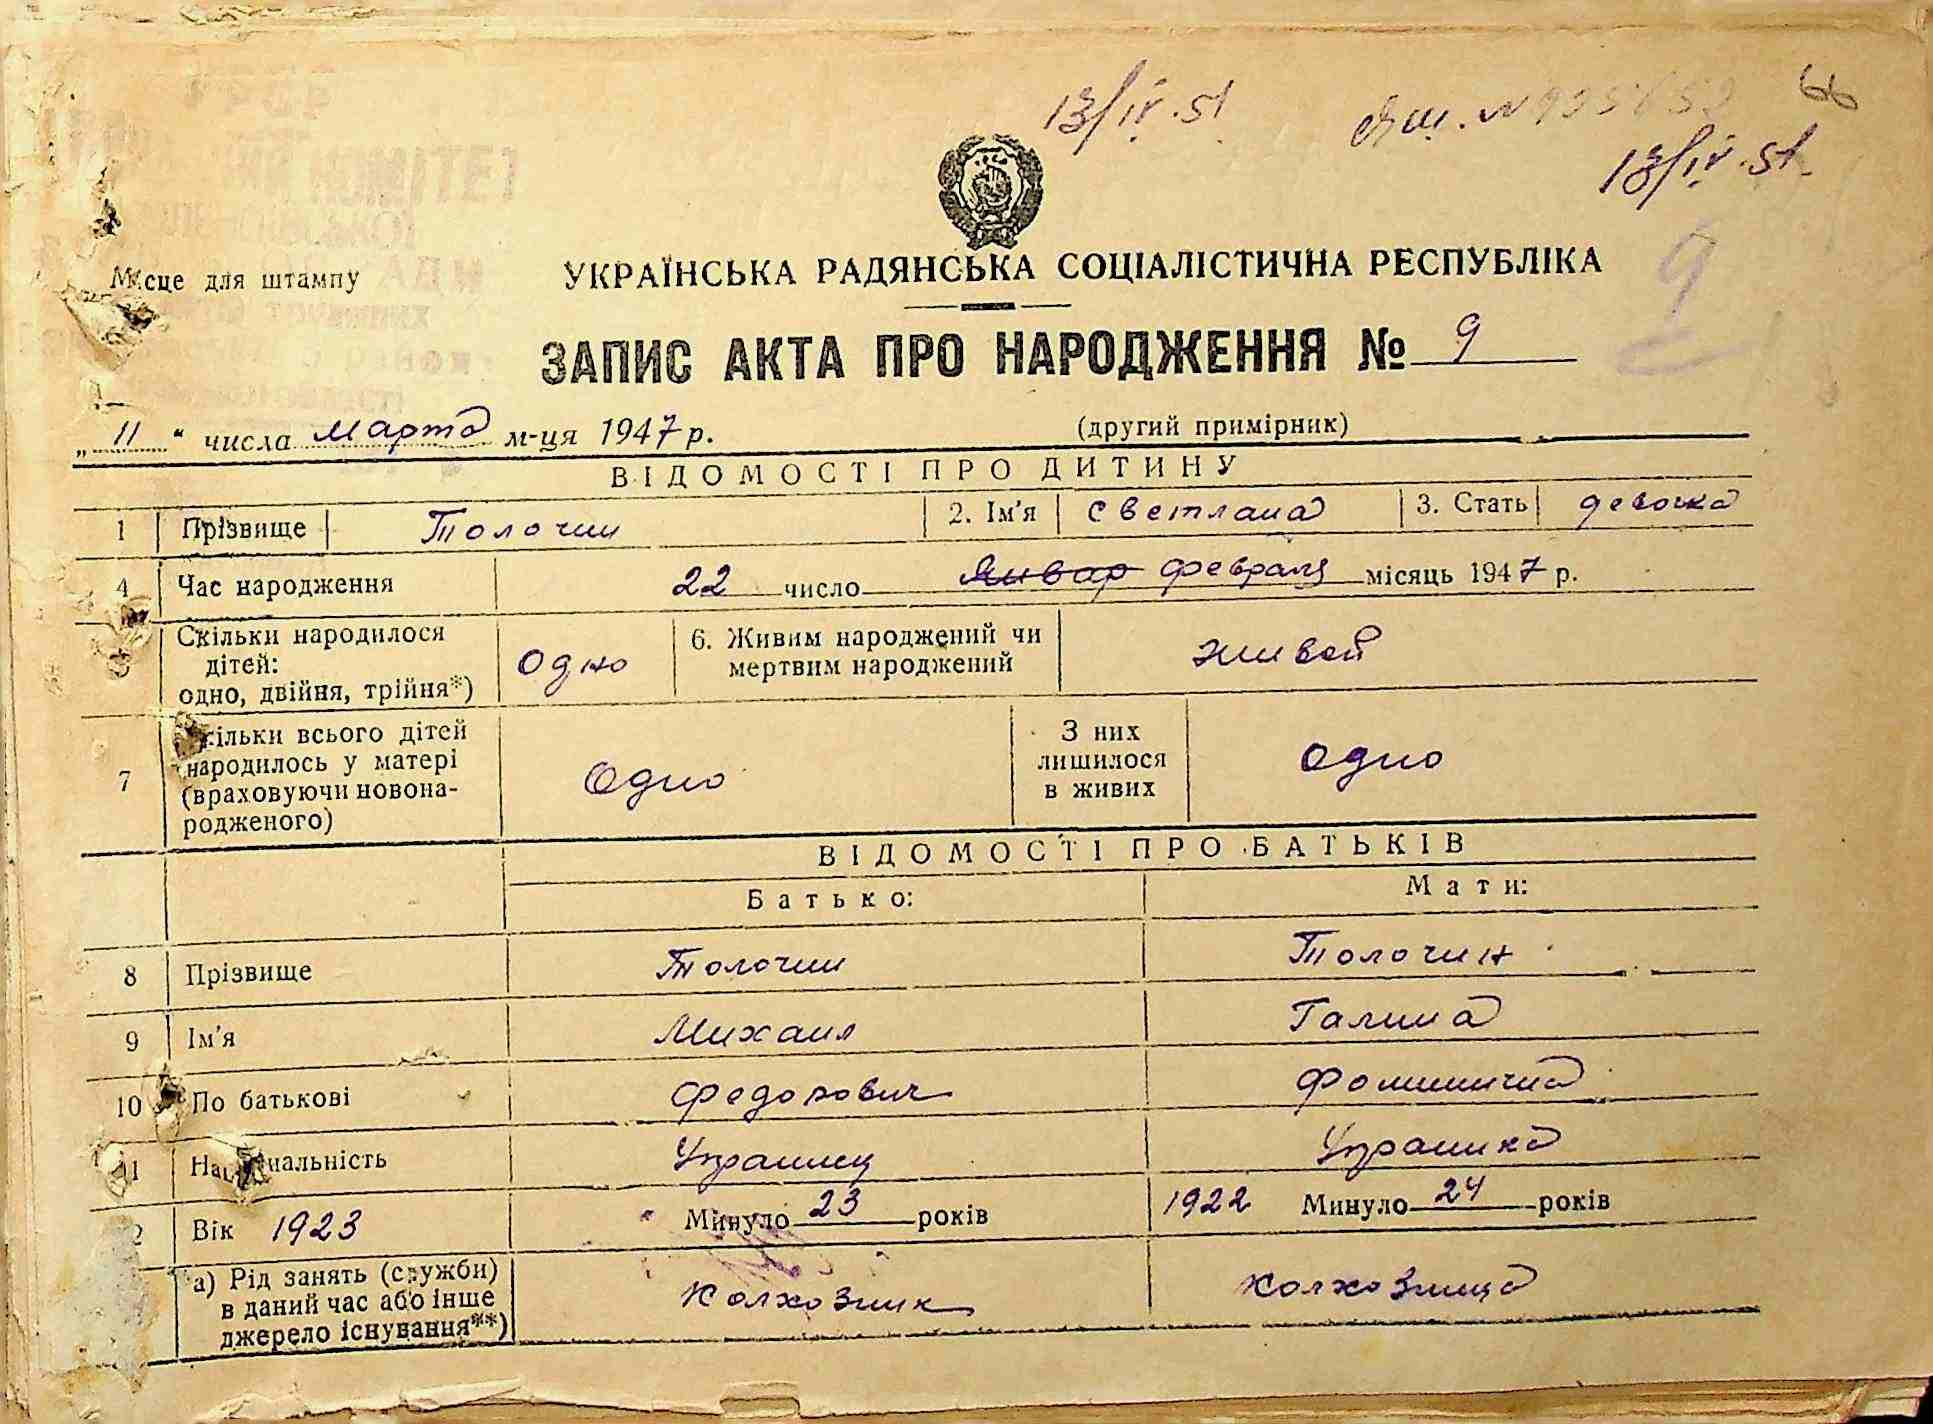 13/IV.51
66
13/IV.51
Місце для штампу
УКРАЇНСЬКА РАДЯНСЬКА СОЦІАЛІСТИЧНА РЕСПУБЛІКА
9
ЗАПИС АКТА ПРО НАРОДЖЕННЯ № 9
„ 11 “ числа марта м-ця 1947 р. (другий примірник)
ВІДОМОСТІ ПРО ДИТИНУ
1 Прізвище Толочин 2. Ім'я Светлана 3. Стать девочка
4 Час народження 22 число Январ февраля місяць 1947 р.
Скільки народилося дітей: одно, двійня, трійня*) Одно 6. Живим народжений чи мертвим народжений живой
7 Скільки всього дітей народилось у матері (враховуючи новонародженого) Одно З них лишилося в живих Одно
ВІДОМОСТІ ПРО БАТЬКІВ
Батько: Мати:
8 Прізвище Толочин Толочин
9 Ім'я Михаил Галина
10 По батькові Федорович Фоминична
11 Національність Украинец Украинка
Вік 1923 Минуло 23 років 1922 Минуло 24 років
а) Рід занять (служби) в даний час або інше джерело існування**) Колхозник Колхозница